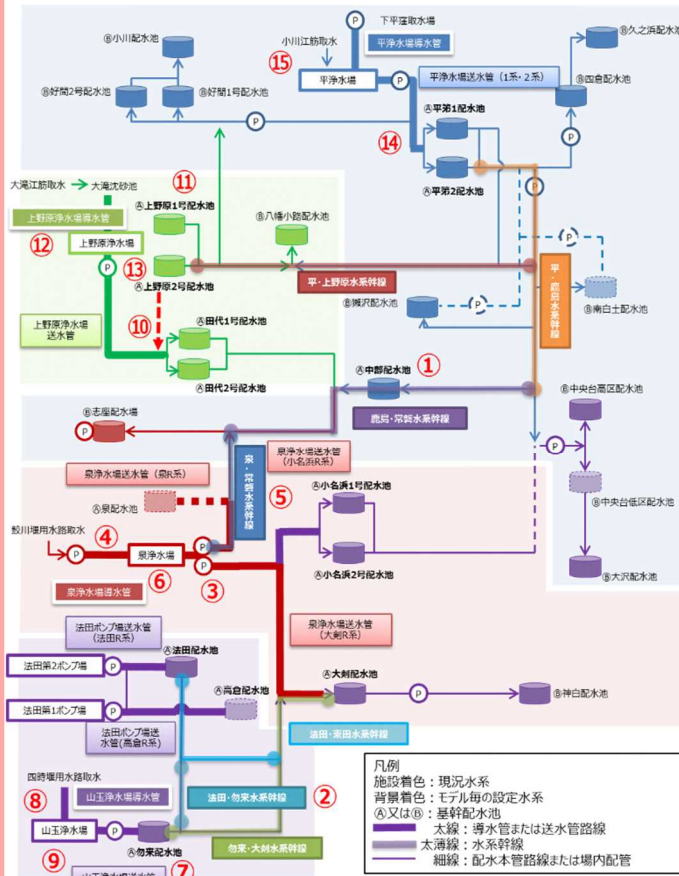 下平窪取水場
Ⓑ小川配水池
小川江筋取水
P
平浄水場導水管
Ⓑ久之浜配水池
⑮
平浄水場
P
平浄水場送水管（1系・2系）
Ⓑ四倉配水池
Ⓑ好間2号配水池
Ⓑ好間1号配水池
Ⓐ平第1配水池
P
⑭
P
Ⓐ平第2配水池
P
大滝江筋取水
大滝沈砂池
⑪
Ⓐ上野原1号配水池
上野原浄水場導水管
Ⓑ八幡小路配水池
P
⑫
上野原浄水場
⑬
P
Ⓐ上野原2号配水池
平・上野原水系幹線
平・鹿島水系幹線
上野原浄水場
送水管
⑩
Ⓐ田代1号配水池
P
Ⓑ南白土配水池
Ⓐ田代2号配水池
Ⓐ中部配水池
①
Ⓑ中央台高区配水池
Ⓑ志座配水場
鹿島・常磐水系幹線
P
P
泉浄水場送水管（泉R系）
泉・常磐水系幹線
泉浄水場送水管
（小名浜R系）
Ⓐ泉配水池
⑤
Ⓐ小名浜1号配水池
Ⓑ中央台低区配水池
鮫川堰用水路取水
④
P
泉浄水場
P
P
⑥
③
Ⓐ小名浜2号配水池
Ⓑ大沢配水池
泉浄水場導水管
法田ポンプ場送水管
（法田R系）
泉浄水場送水管
（大剣R系）
Ⓐ法田配水池
法田第2ポンプ場
P
Ⓐ高倉配水池
Ⓐ大剣配水池
P
Ⓑ神白配水池
法田第1ポンプ場
P
法田ポンプ場送
水管(高倉R系)
法田・東田水系幹線
四時堰用水路取水
⑧
山玉浄水場導水管
法田・勿来水系幹線
②
山玉浄水場
P
Ⓐ勿来配水池
勿来・大剣水系幹線
⑨
⑦
山玉浄水場送水管
凡例
施設着色：現況水系
背景着色：モデル毎の設定水系
Ⓐ又はⒷ：基幹配水池
太線：導水管または送水管路線
太薄線：水系幹線
細線：配水本管路線または場内配管